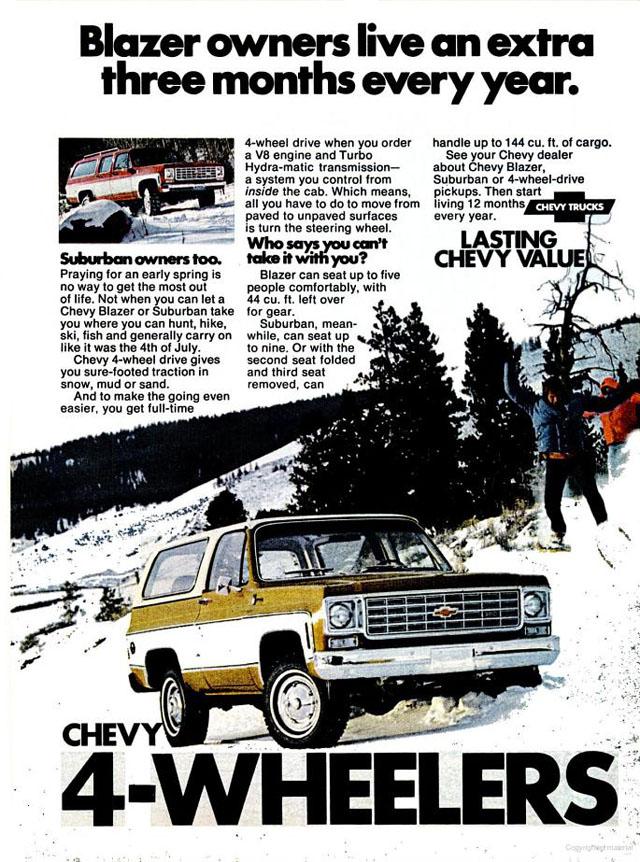 Blazer owners live an extra
three months every year.
Suburban owners too.
Praying for an early spring is
no way to get the most out
of life. Not when you can let a
Chevy Blazer or Suburban take
you where you can hunt, hike,
ski, fish and generally carry on
like it was the 4th of July.
Chevy 4-wheel drive gives
you sure-footed traction in
snow, mud or sand.
And to make the going even
easier, you get full-time
4-wheel drive when you order
a V8 engine and Turbo
Hydra-matic transmission—
a system you control from
inside the cab. Which means,
all you have to do to move from
paved to unpaved surfaces
is turn the steering wheel.
Who says you can't
take it with you?
Blazer can seat up to five
people comfortably, with
44 cu. ft. left over
for gear.
Suburban, mean-
while, can seat up
to nine. Or with the
second seat folded
and third seat
removed, can
handle up to 144 cu. ft. of cargo.
See your Chevy dealer
about Chevy Blazer,
Suburban or 4-wheel-drive
pickups. Then start
living 12 months
every year.
CHEVY TRUCKS
LASTING
CHEVY VALUE
CHEVY
4-WHEELERS
Copyrighted material